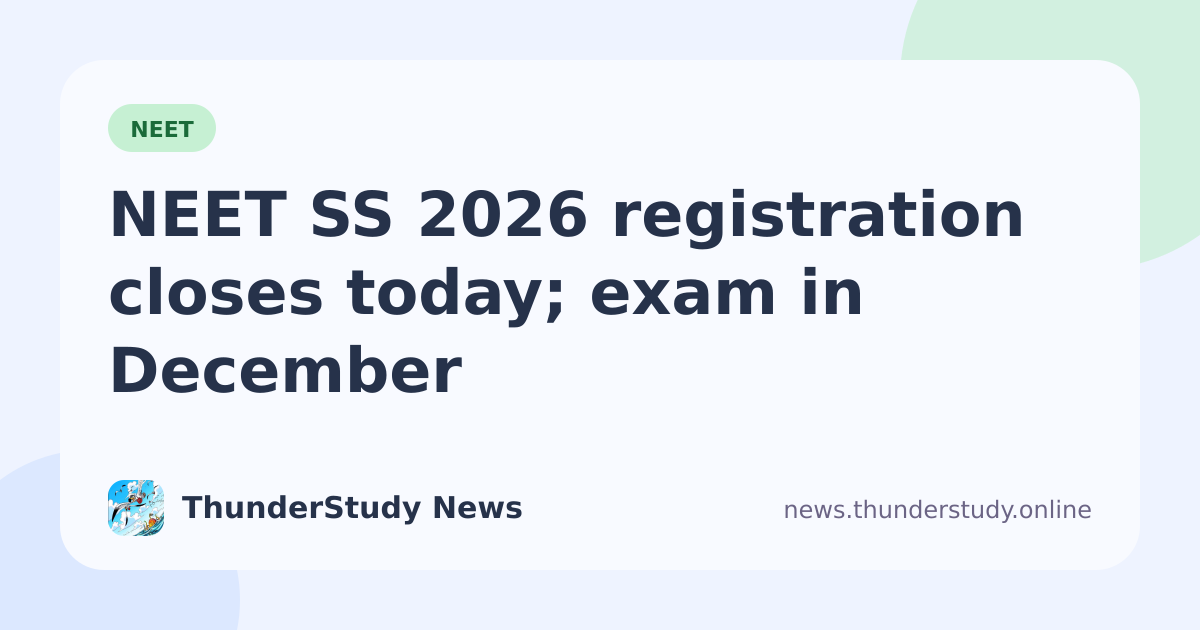 NEET
NEET SS 2026 registration
closes today; exam in
December
ThunderStudy News
news.thunderstudy.online